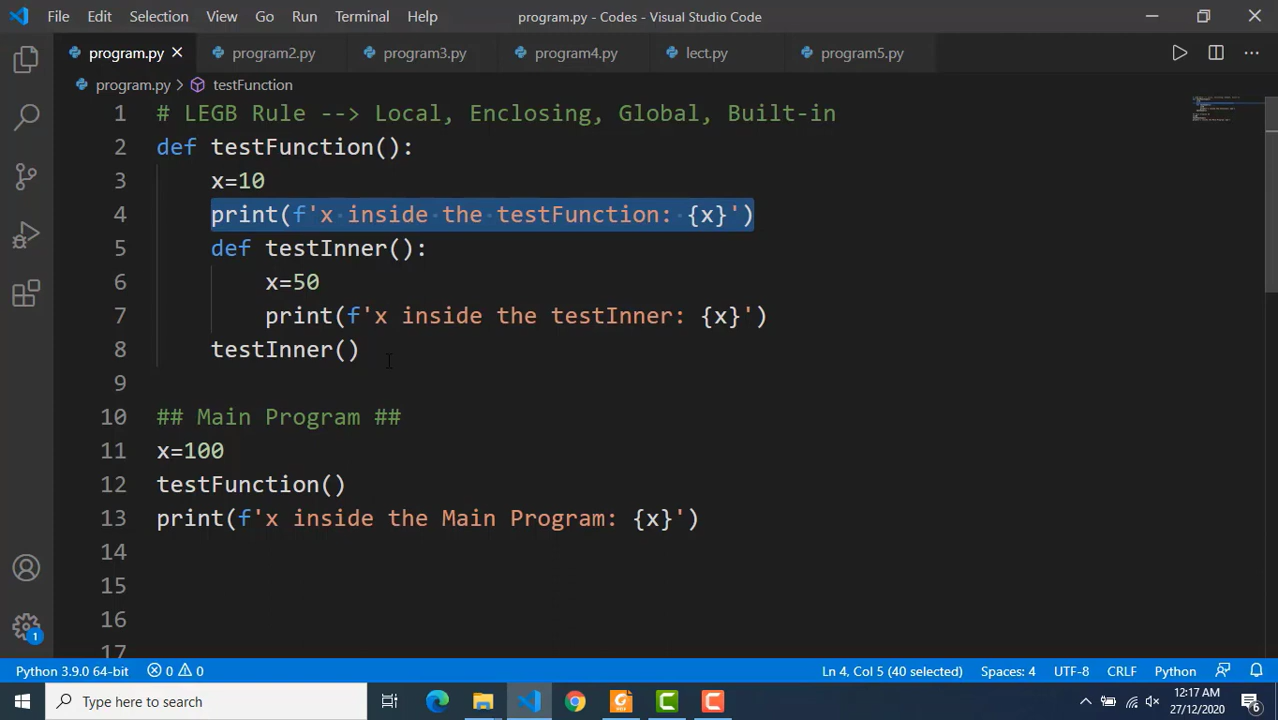 File Edit Selection View Go Run Terminal Help program.py - Codes - Visual Studio Code
program.py program2.py program3.py program4.py lect.py program5.py
program.py > testFunction
1 # LEGB Rule --> Local, Enclosing, Global, Built-in
2 def testFunction():
3 x=10
4 print(f'x inside the testFunction: {x}')
5 def testInner():
6 x=50
7 print(f'x inside the testInner: {x}')
8 testInner()
9
10 ## Main Program ##
11 x=100
12 testFunction()
13 print(f'x inside the Main Program: {x}')
14
15
16
17
1
Python 3.9.0 64-bit 0 0 Ln 4, Col 5 (40 selected) Spaces: 4 UTF-8 CRLF Python
Type here to search 12:17 AM
27/12/2020 6